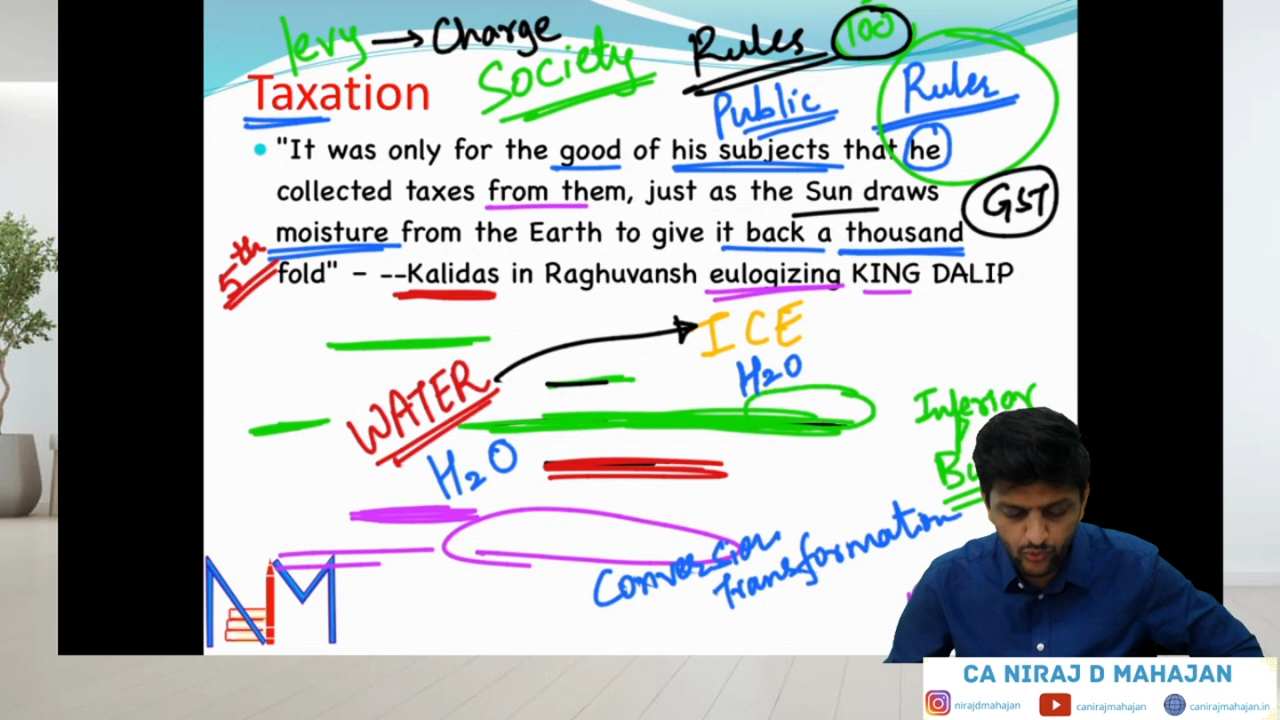 levy → Charge
Society
Rules
100
Taxation
Public
Rules
• "It was only for the good of his subjects that he
collected taxes from them, just as the Sun draws
GST
moisture from the Earth to give it back a thousand
5th
fold" - --Kalidas in Raghuvansh eulogizing KING DALIP
ICE
H2O
WATER
Inferior
H2O
Conversion
Transformation
NM
CA NIRAJ D MAHAJAN
nirajdmahajan
canirajmahajan
canirajmahajan.in